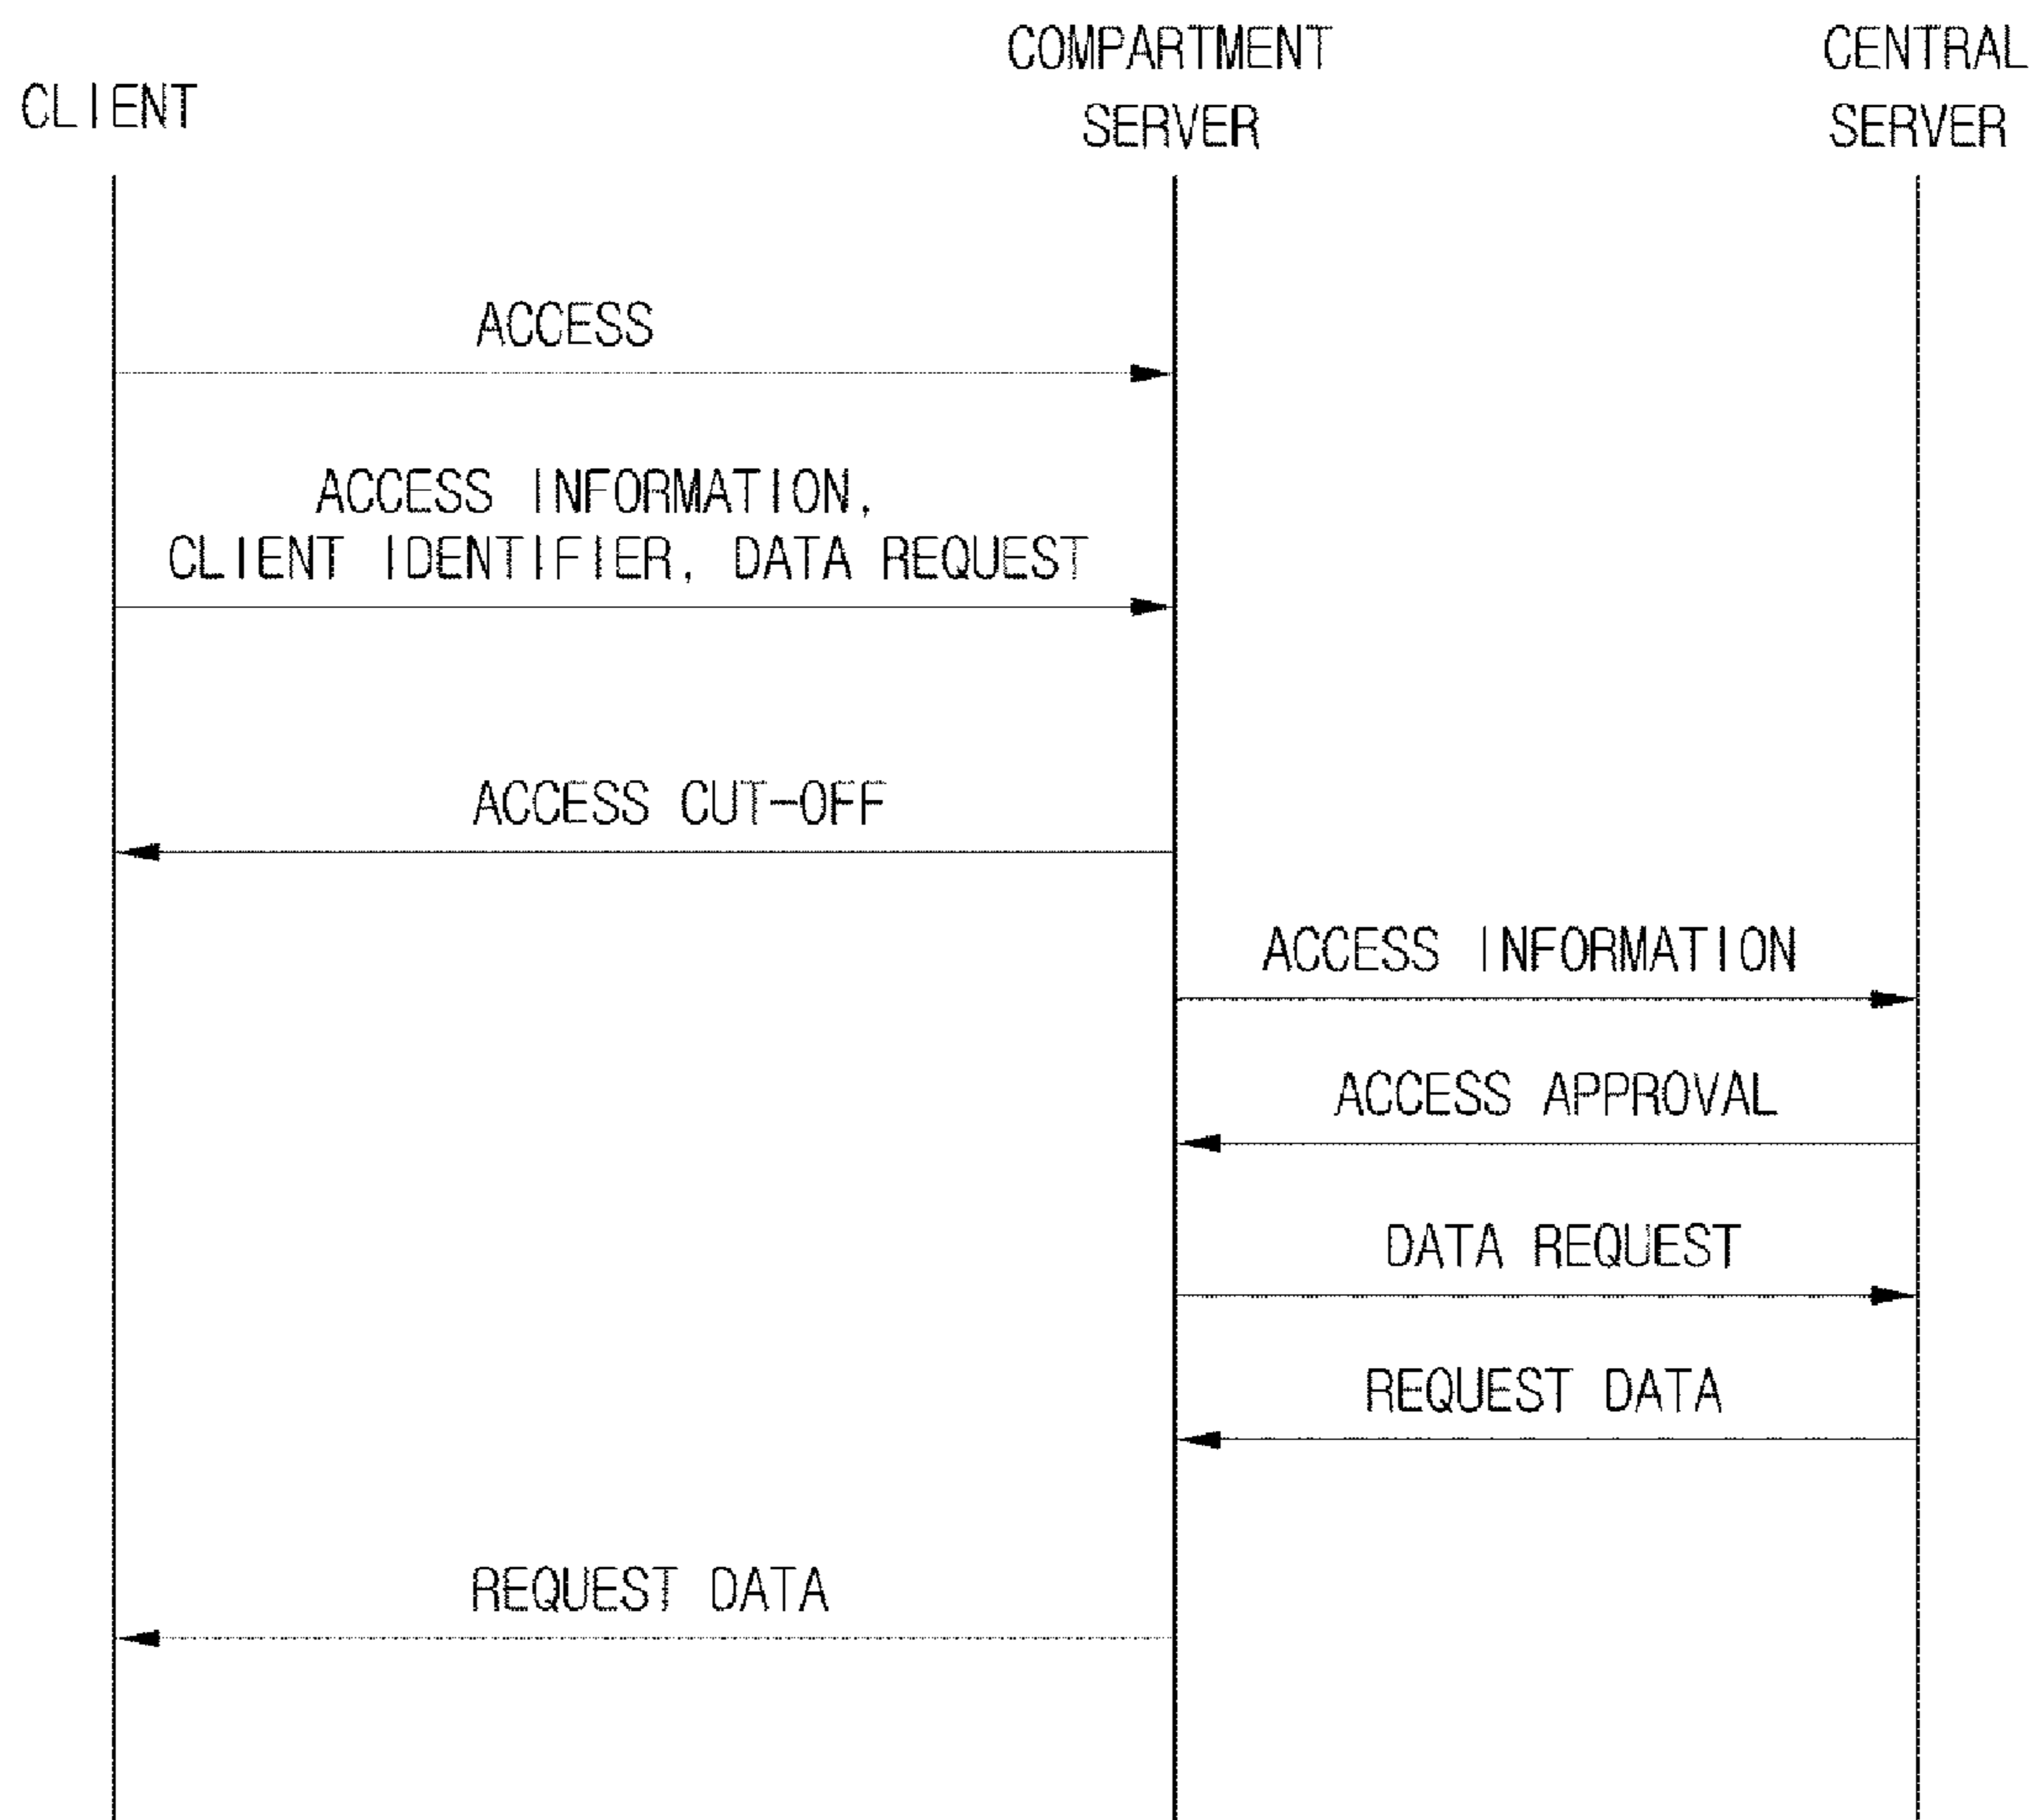 CLIENT
COMPARTMENT
SERVER
CENTRAL
SERVER
ACCESS
ACCESS INFORMATION,
CLIENT IDENTIFIER, DATA REQUEST
ACCESS CUT-OFF
ACCESS INFORMATION
ACCESS APPROVAL
DATA REQUEST
REQUEST DATA
REQUEST DATA